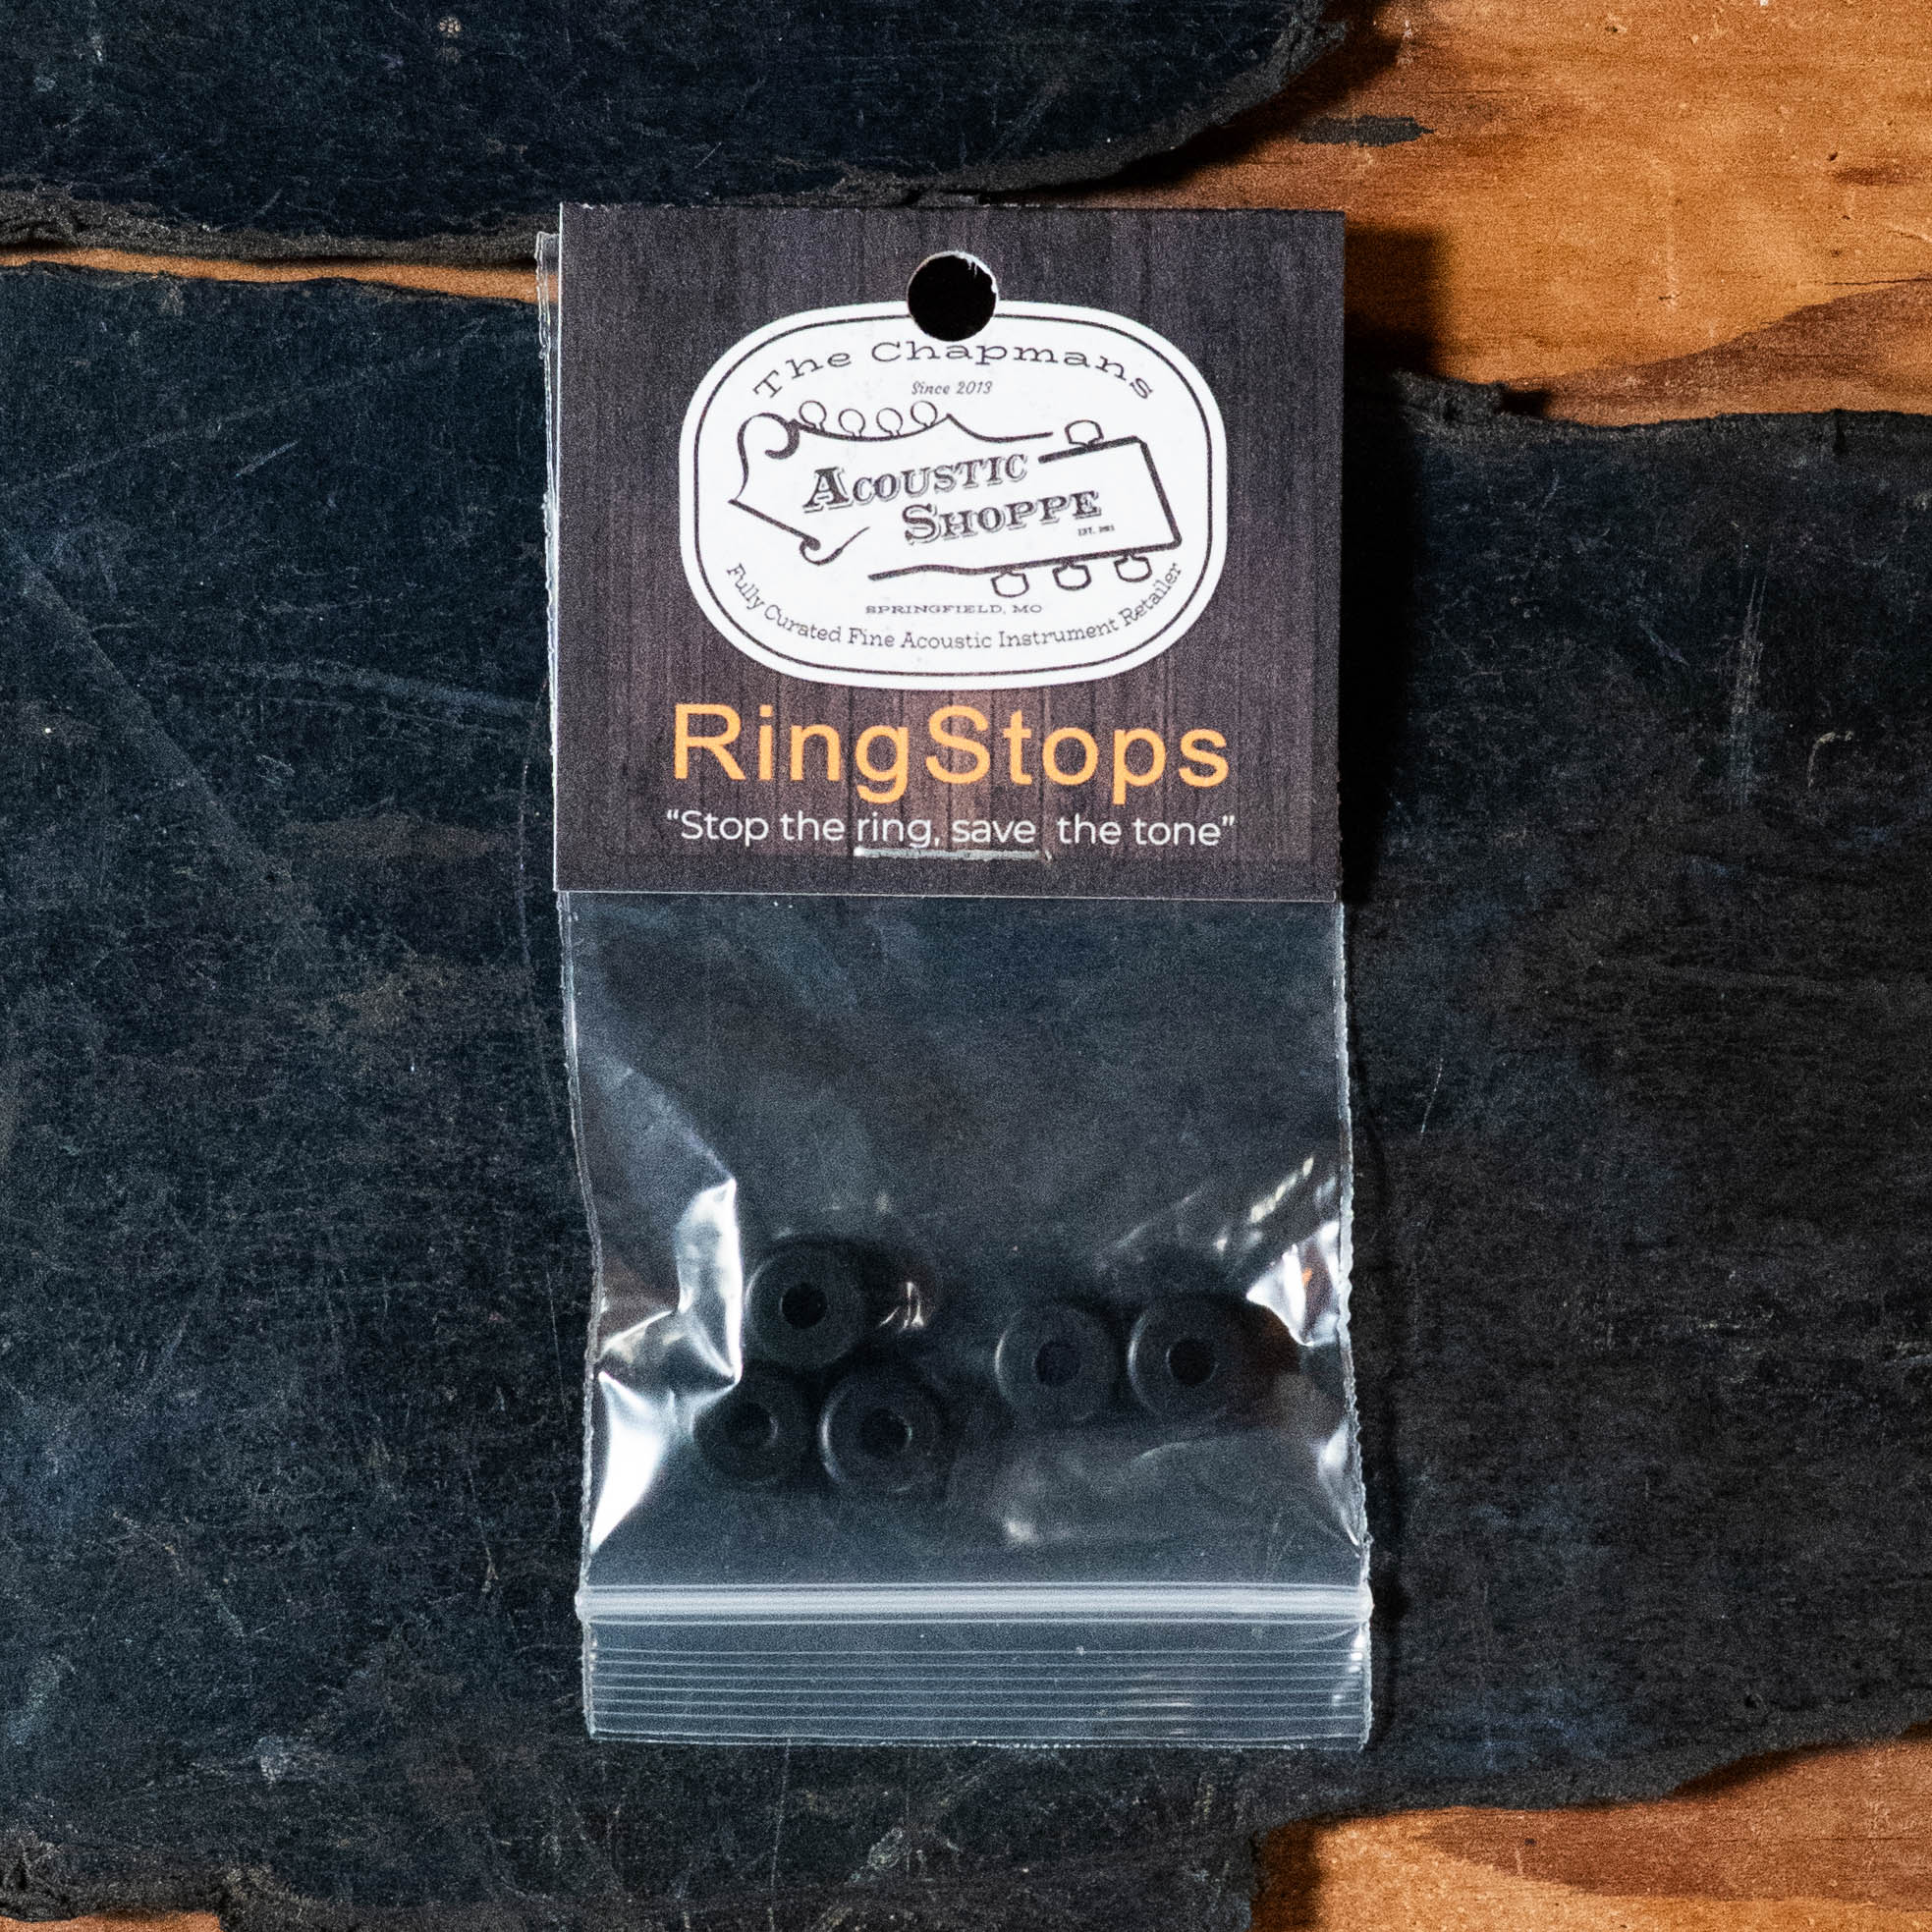 The Chapmans
Since 2013
ACOUSTIC
SHOPPE
SPRINGFIELD, MO
Fully Curated Fine Acoustic Instrument Retailer
RingStops
“Stop the ring, save the tone”